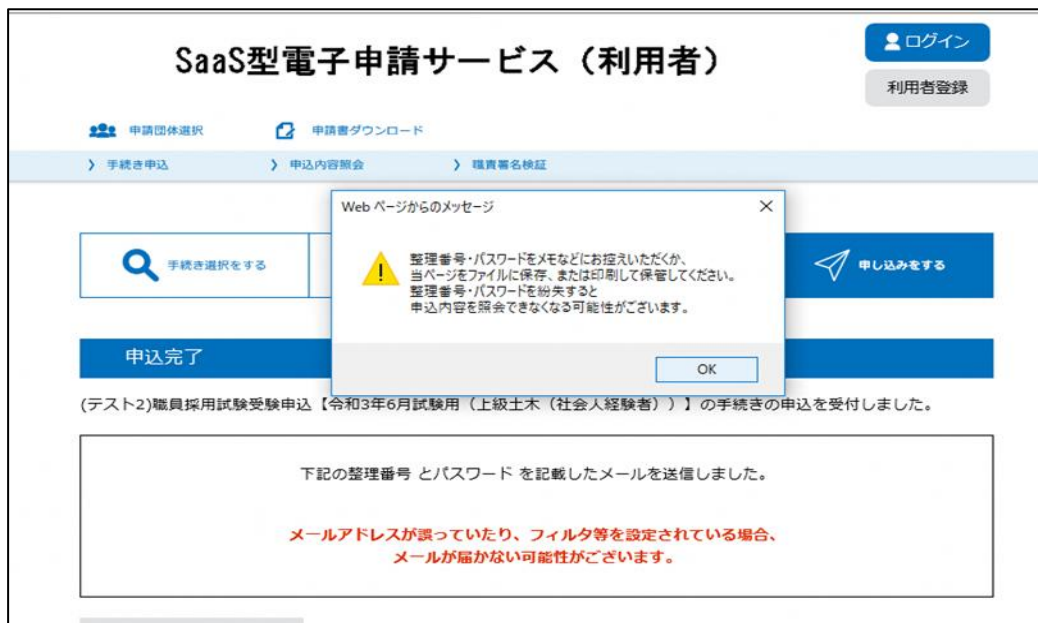 SaaS型電子申請サービス（利用者）
ログイン
利用者登録
申請団体選択
申請書ダウンロード
手続き申込
申込内容照会
職責署名検証
Web ページからのメッセージ
整理番号・パスワードをメモなどにお控えいただくか、
当ページをファイルに保存、または印刷して保管してください。
整理番号・パスワードを紛失すると
申込内容を照会できなくなる可能性がございます。
OK
手続き選択をする
申し込みをする
申込完了
(テスト2)職員採用試験受験申込【令和3年6月試験用（上級土木（社会人経験者））】の手続きの申込を受付しました。
下記の整理番号 とパスワード を記載したメールを送信しました。
メールアドレスが誤っていたり、フィルタ等を設定されている場合、
メールが届かない可能性がございます。